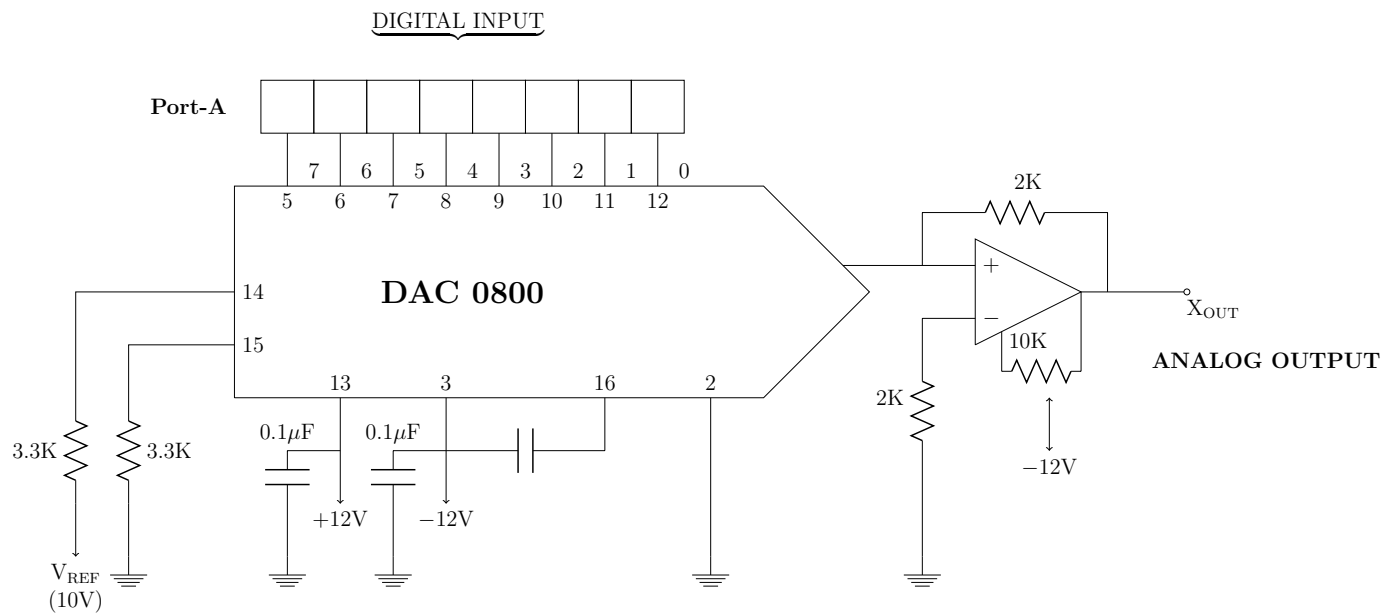 DIGITAL INPUT
Port-A
7 6 5 4 3 2 1 0
5 6 7 8 9 10 11 12
2K
+
DAC 0800
14
X_OUT
−
10K
15
ANALOG OUTPUT
13 3 16 2
2K
0.1μF 0.1μF
3.3K 3.3K
−12V
+12V −12V
V_REF
(10V)